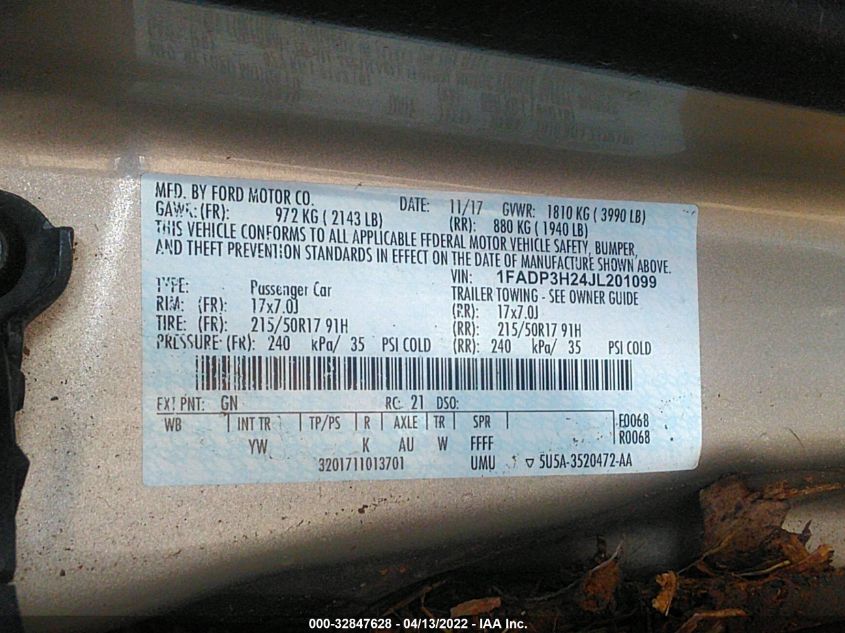 MFD. BY FORD MOTOR CO. DATE: 11/17 GVWR: 1810 KG ( 3990 LB)
GAWR: (FR): 972 KG ( 2143 LB) (RR): 880 KG ( 1940 LB)
THIS VEHICLE CONFORMS TO ALL APPLICABLE FEDERAL MOTOR VEHICLE SAFETY, BUMPER,
AND THEFT PREVENTION STANDARDS IN EFFECT ON THE DATE OF MANUFACTURE SHOWN ABOVE.
VIN: 1FADP3H24JL201099
TYPE: Passenger Car TRAILER TOWING - SEE OWNER GUIDE
RIM: (FR): 17x7.0J (RR): 17x7.0J
TIRE: (FR): 215/50R17 91H (RR): 215/50R17 91H
PRESSURE: (FR): 240 kPa/ 35 PSI COLD (RR): 240 kPa/ 35 PSI COLD
EXT PNT: GN RC: 21 DSO:
WB INT TR TP/PS R AXLE TR SPR F0068
YW K AU W FFFF R0068
3201711013701 UMU ▽ 5U5A-3520472-AA
000-32847628 - 04/13/2022 - IAA Inc.